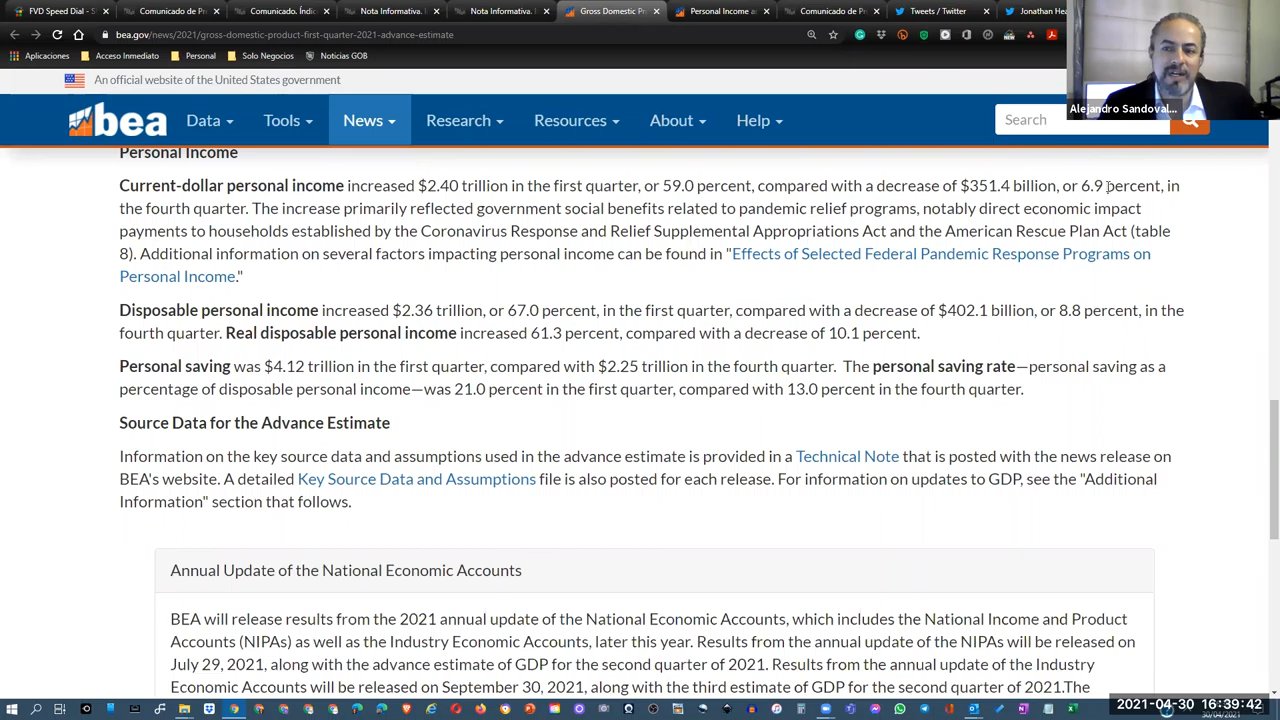 FVD Speed Dial - S
Comunicado de Pr
Comunicado. Índic
Nota Informativa. I
Nota Informativa.
Gross Domestic Pr
Personal Income a
Comunicado de Pr
Tweets / Twitter
Jonathan Hea
bea.gov/news/2021/gross-domestic-product-first-quarter-2021-advance-estimate
Aplicaciones
Acceso Inmediato
Personal
Solo Negocios
Noticias GOB
An official website of the United States government
Alejandro Sandoval...
bea
Data
Tools
News
Research
Resources
About
Help
Search
Personal Income
Current-dollar personal income increased $2.40 trillion in the first quarter, or 59.0 percent, compared with a decrease of $351.4 billion, or 6.9 percent, in
the fourth quarter. The increase primarily reflected government social benefits related to pandemic relief programs, notably direct economic impact
payments to households established by the Coronavirus Response and Relief Supplemental Appropriations Act and the American Rescue Plan Act (table
8). Additional information on several factors impacting personal income can be found in "Effects of Selected Federal Pandemic Response Programs on
Personal Income."
Disposable personal income increased $2.36 trillion, or 67.0 percent, in the first quarter, compared with a decrease of $402.1 billion, or 8.8 percent, in the
fourth quarter. Real disposable personal income increased 61.3 percent, compared with a decrease of 10.1 percent.
Personal saving was $4.12 trillion in the first quarter, compared with $2.25 trillion in the fourth quarter. The personal saving rate—personal saving as a
percentage of disposable personal income—was 21.0 percent in the first quarter, compared with 13.0 percent in the fourth quarter.
Source Data for the Advance Estimate
Information on the key source data and assumptions used in the advance estimate is provided in a Technical Note that is posted with the news release on
BEA's website. A detailed Key Source Data and Assumptions file is also posted for each release. For information on updates to GDP, see the "Additional
Information" section that follows.
Annual Update of the National Economic Accounts
BEA will release results from the 2021 annual update of the National Economic Accounts, which includes the National Income and Product
Accounts (NIPAs) as well as the Industry Economic Accounts, later this year. Results from the annual update of the NIPAs will be released on
July 29, 2021, along with the advance estimate of GDP for the second quarter of 2021. Results from the annual update of the Industry
Economic Accounts will be released on September 30, 2021, along with the third estimate of GDP for the second quarter of 2021.The
2021-04-30 16:39:42
30/04/2021